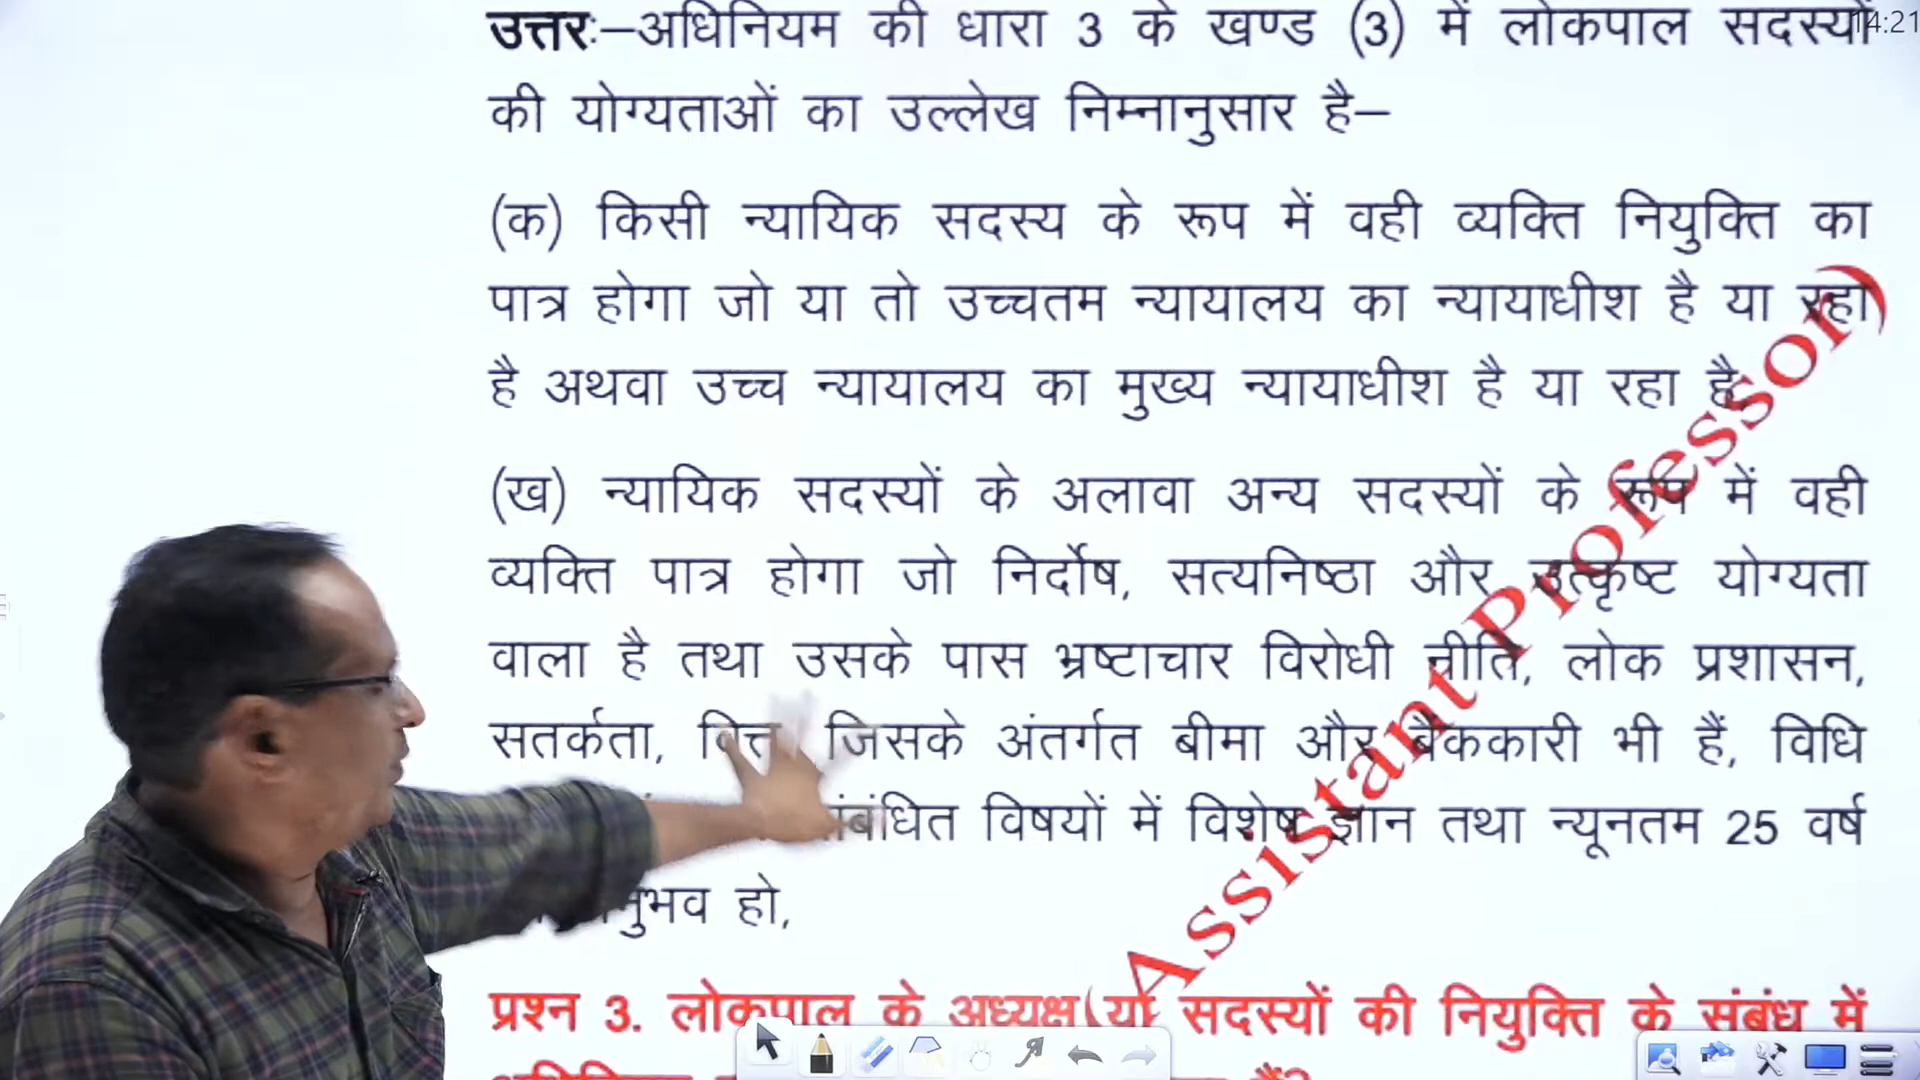 उत्तरः–अधिनियम की धारा 3 के खण्ड (3) में लोकपाल सदस्यों
14:21
की योग्यताओं का उल्लेख निम्नानुसार है–
(क) किसी न्यायिक सदस्य के रूप में वही व्यक्ति नियुक्ति का
पात्र होगा जो या तो उच्चतम न्यायालय का न्यायाधीश है या रहा
है अथवा उच्च न्यायालय का मुख्य न्यायाधीश है या रहा है
(ख) न्यायिक सदस्यों के अलावा अन्य सदस्यों के रूप में वही
व्यक्ति पात्र होगा जो निर्दोष, सत्यनिष्ठा और उत्कृष्ट योग्यता
वाला है तथा उसके पास भ्रष्टाचार विरोधी नीति, लोक प्रशासन,
सतर्कता, वित्त जिसके अंतर्गत बीमा और बैंककारी भी हैं, विधि
विषयों में विशेष ज्ञान तथा न्यूनतम 25 वर्ष
हो,
प्रश्न 3. लोकपाल के अध्यक्ष या सदस्यों की नियुक्ति के संबंध में
Assistant Professor)